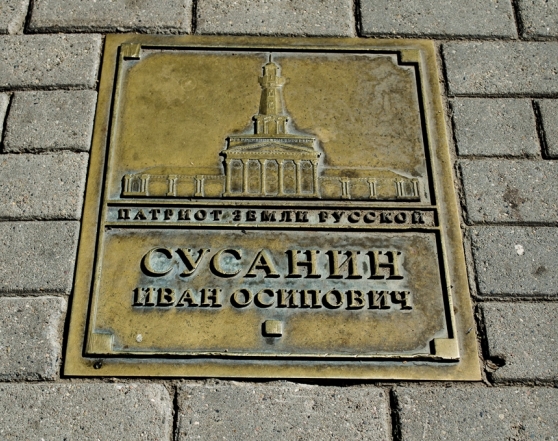 ПАТРИОТ ЗЕМЛИ РУССКОЙ
СУСАНИН
ИВАН ОСИПОВИЧ